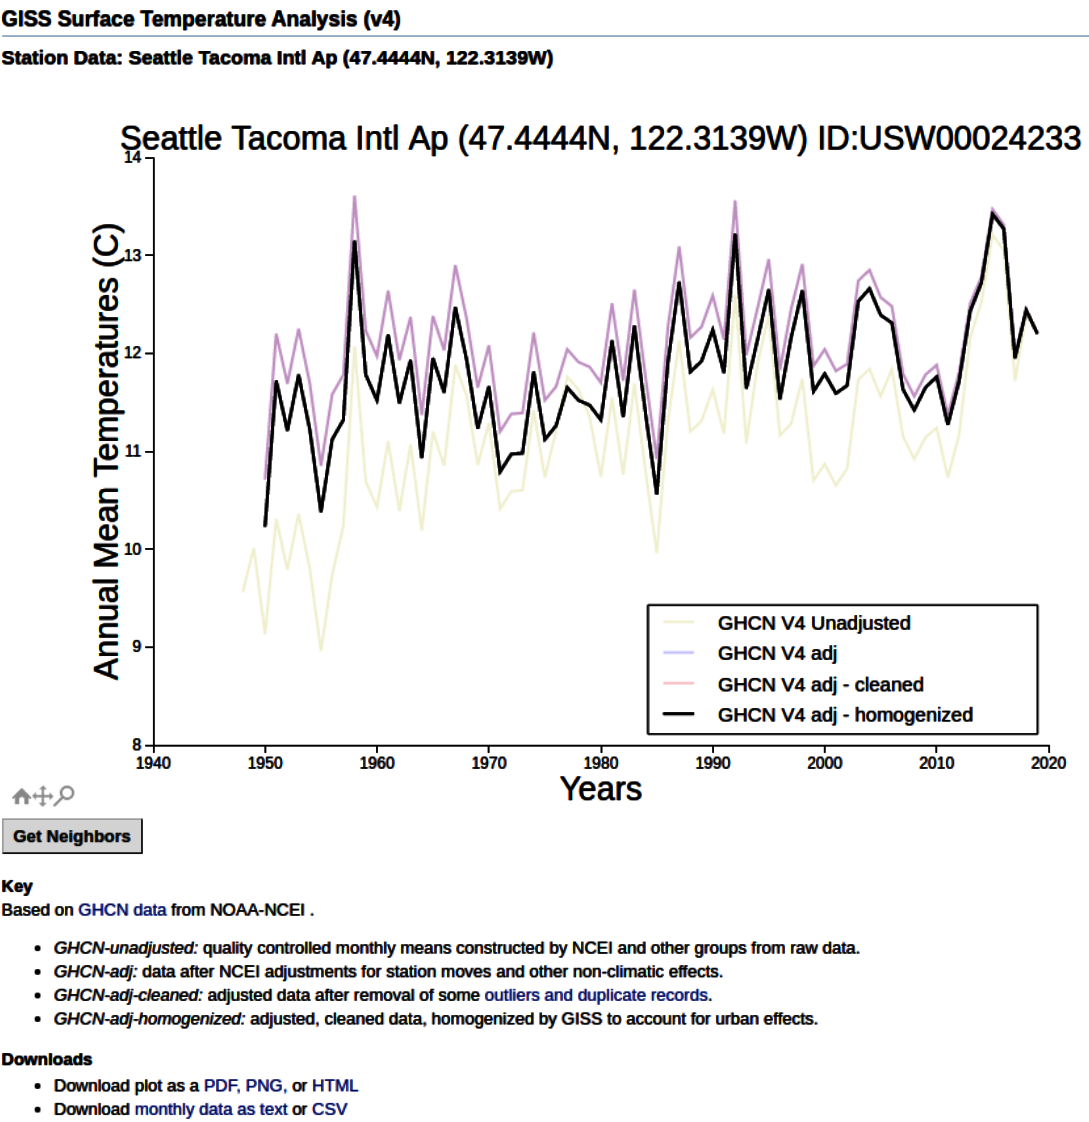 GISS Surface Temperature Analysis (v4)
Station Data: Seattle Tacoma Intl Ap (47.4444N, 122.3139W)
Seattle Tacoma Intl Ap (47.4444N, 122.3139W) ID:USW00024233
14
13
12
11
10
9
8
Annual Mean Temperatures (C)
GHCN V4 Unadjusted
GHCN V4 adj
GHCN V4 adj - cleaned
GHCN V4 adj - homogenized
1940 1950 1960 1970 1980 1990 2000 2010 2020
Years
Get Neighbors
Key
Based on GHCN data from NOAA-NCEI .
• GHCN-unadjusted: quality controlled monthly means constructed by NCEI and other groups from raw data.
• GHCN-adj: data after NCEI adjustments for station moves and other non-climatic effects.
• GHCN-adj-cleaned: adjusted data after removal of some outliers and duplicate records.
• GHCN-adj-homogenized: adjusted, cleaned data, homogenized by GISS to account for urban effects.
Downloads
• Download plot as a PDF, PNG, or HTML
• Download monthly data as text or CSV